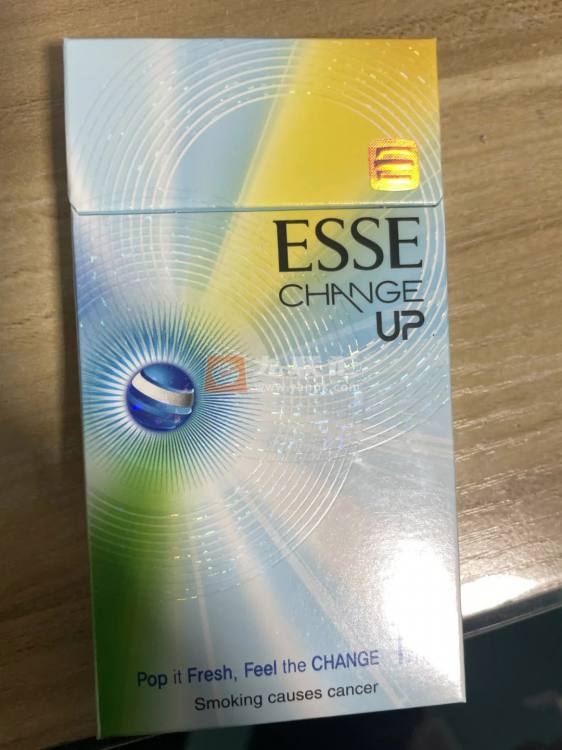 ESSE
CHANGE
UP
Pop it Fresh, Feel the CHANGE
Smoking causes cancer